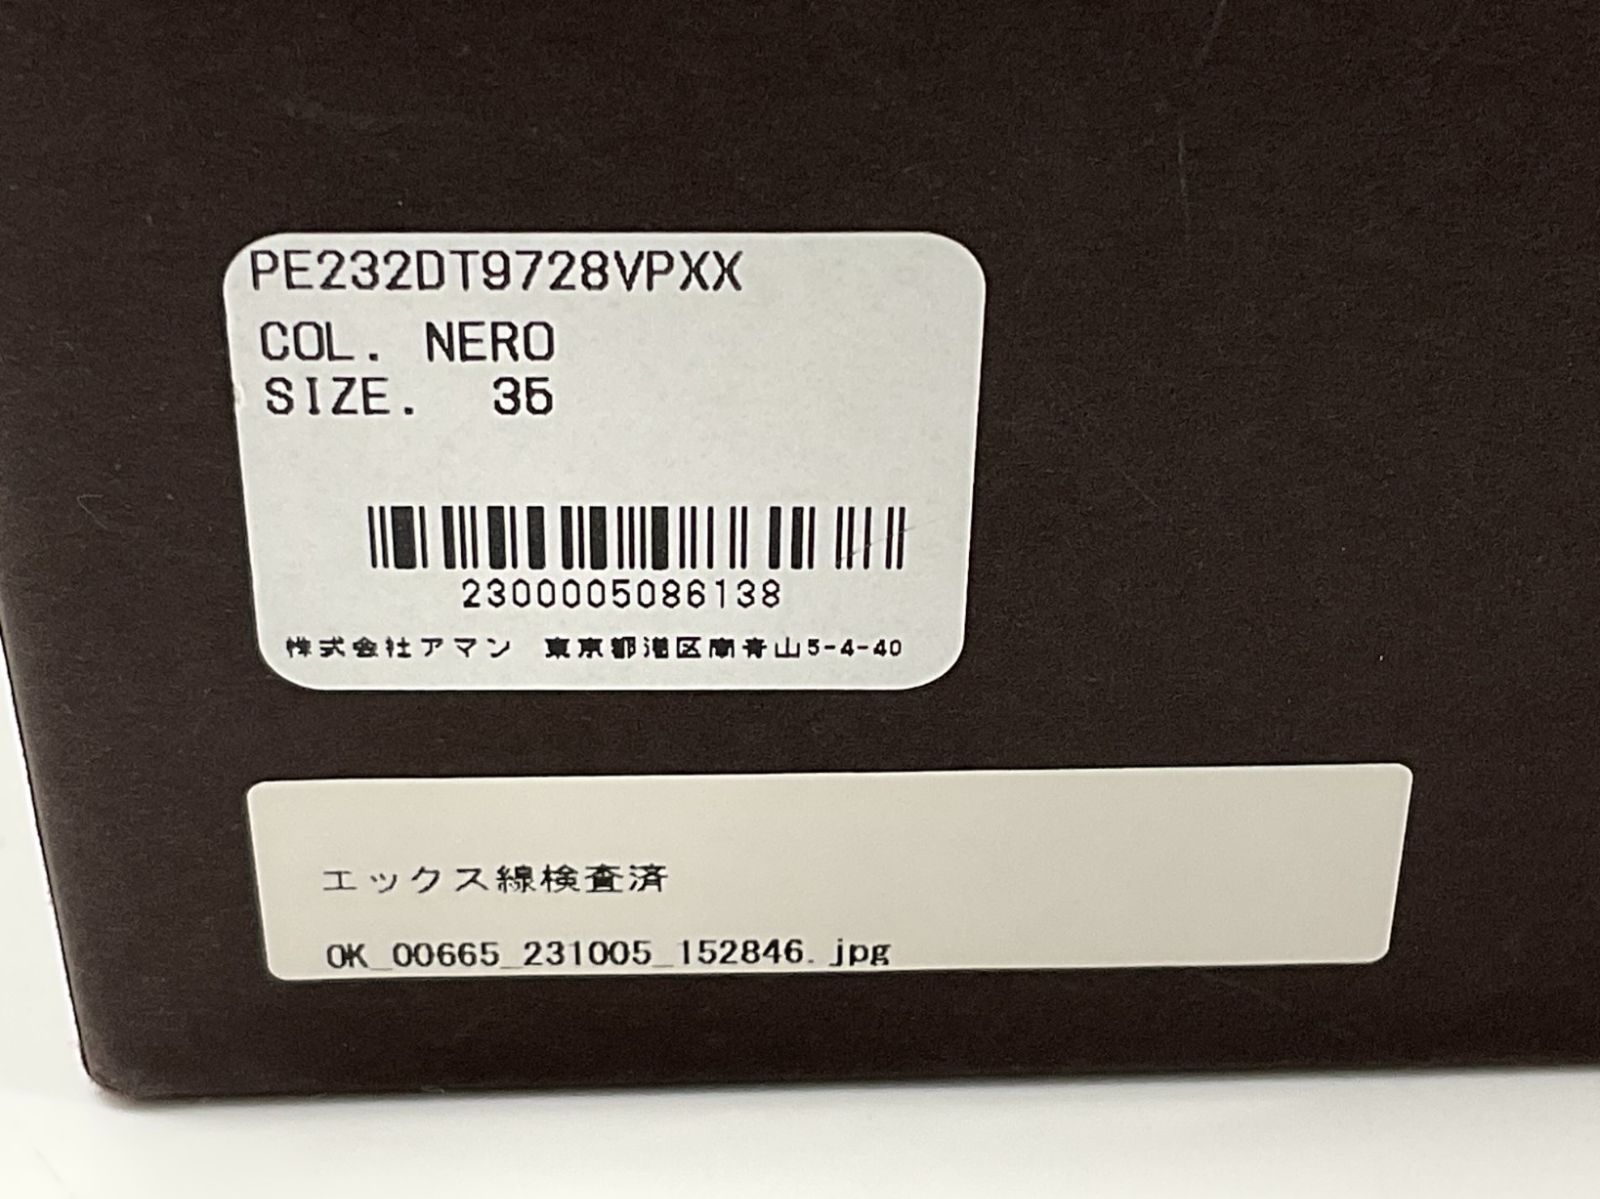 PE232DT9728VPXX
COL. NERO
SIZE. 35
2300005086138
株式会社アマン 東京都港区南青山5-4-40
エックス線検査済
OK_00665_231005_152846.jpg